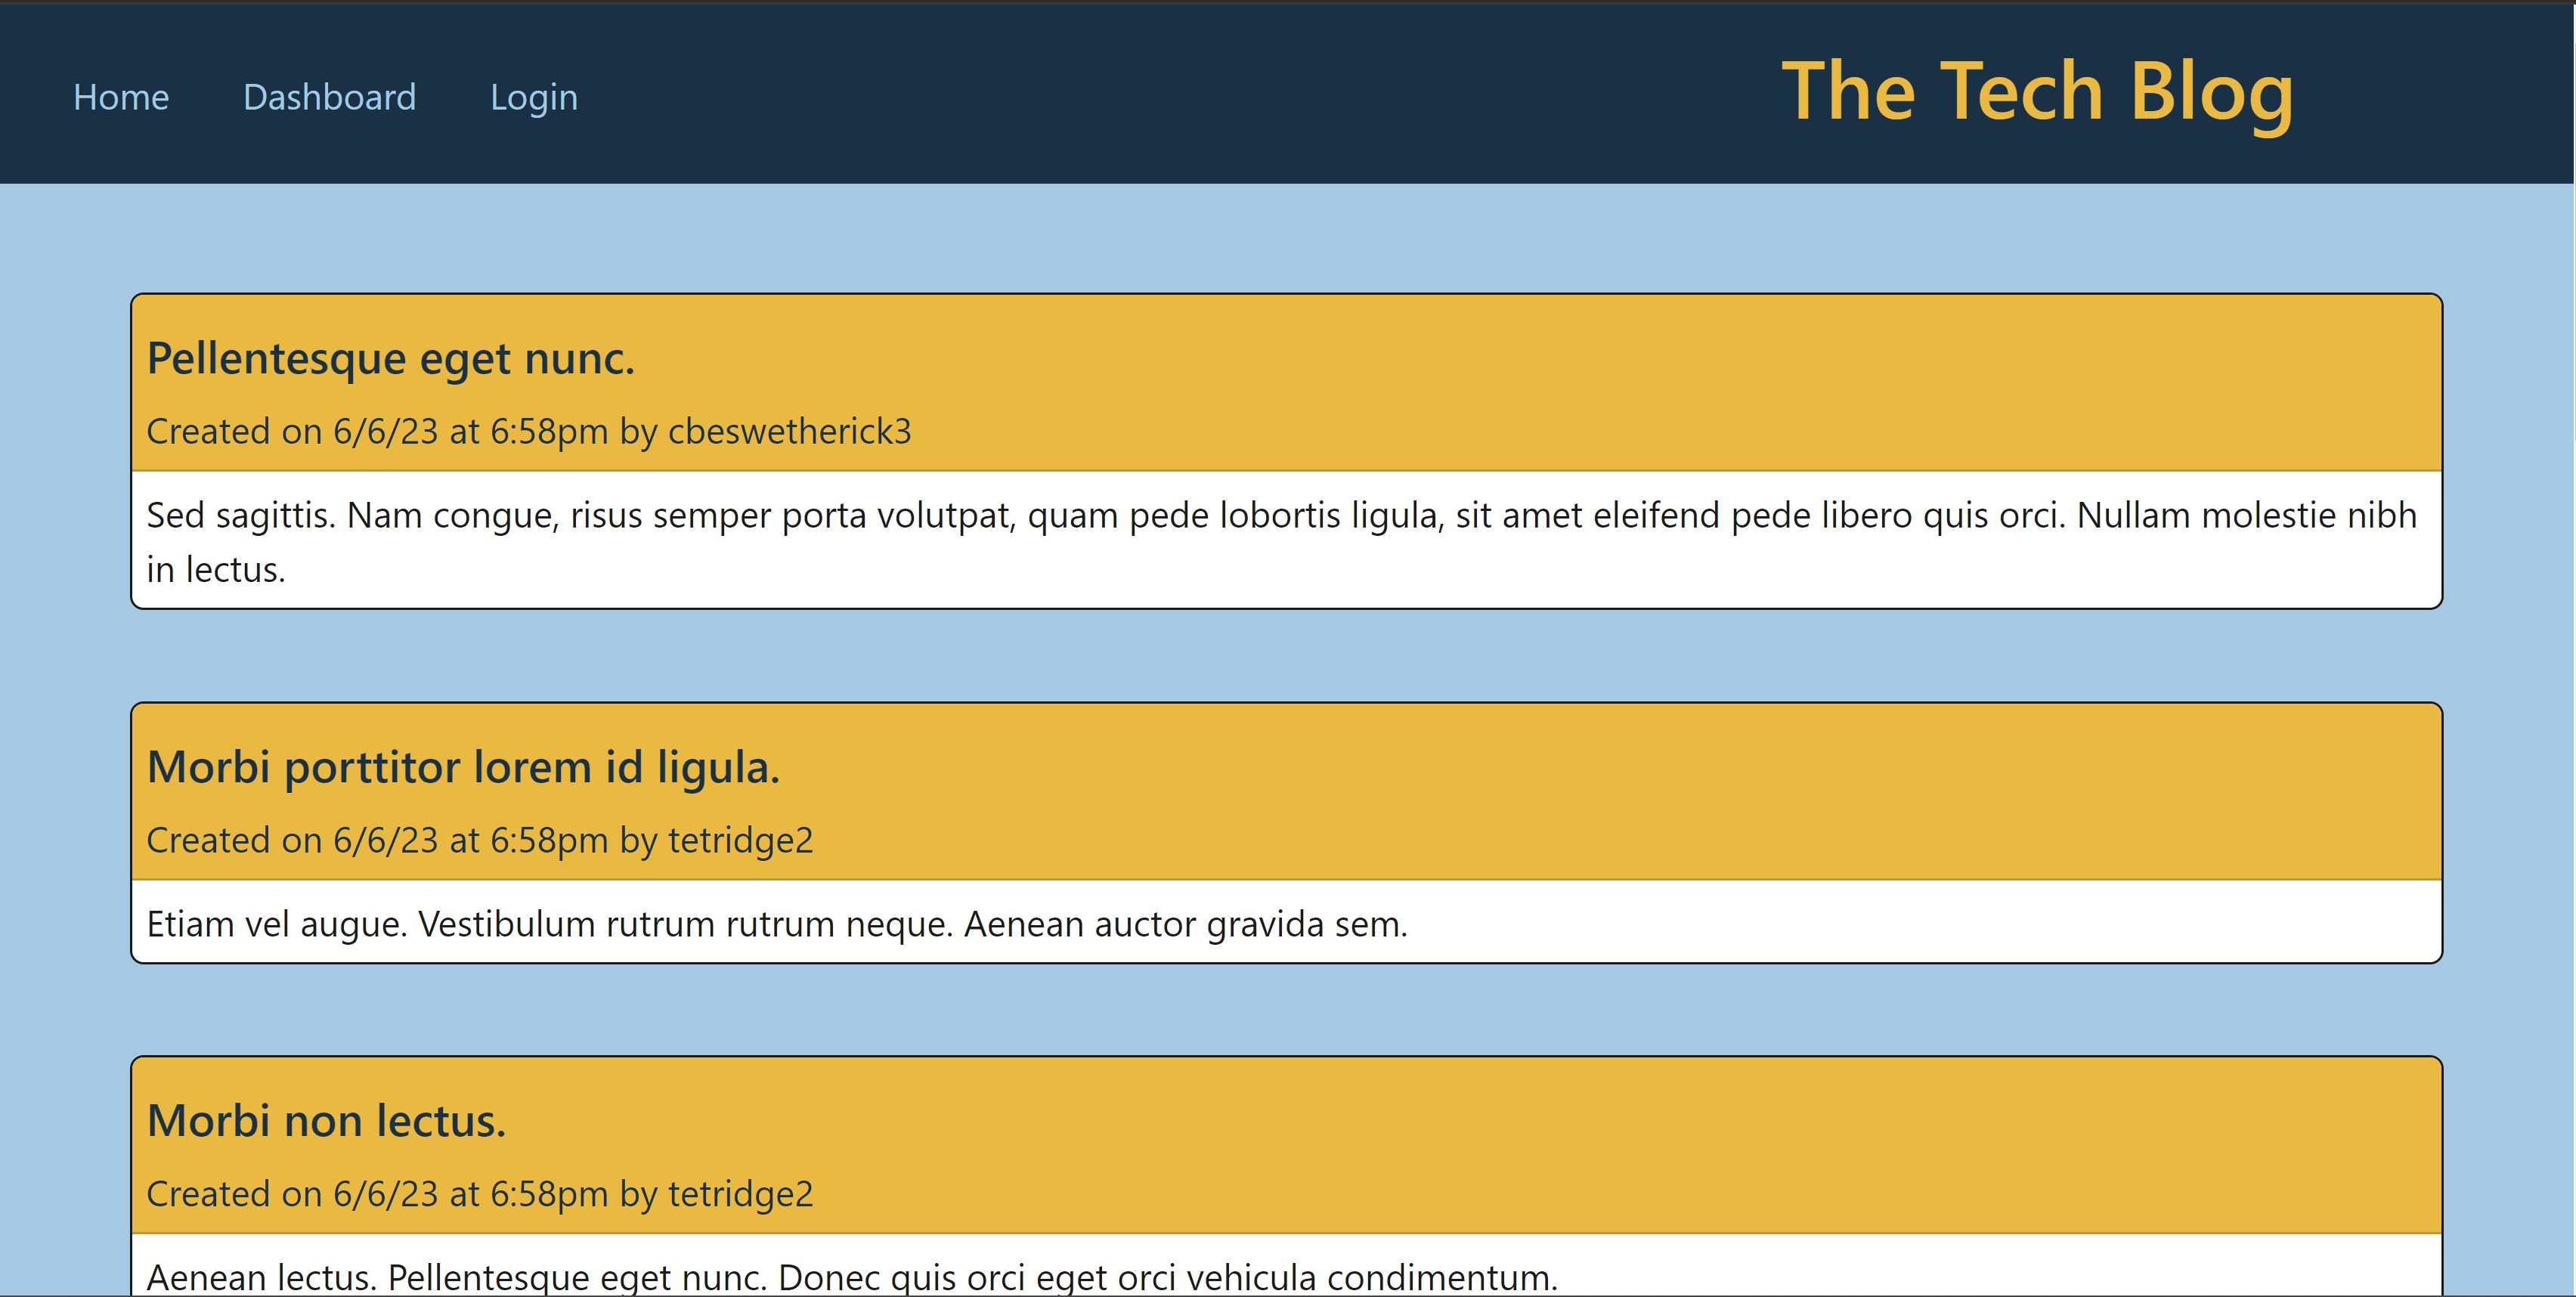 Home Dashboard Login The Tech Blog
Pellentesque eget nunc.
Created on 6/6/23 at 6:58pm by cbeswetherick3
Sed sagittis. Nam congue, risus semper porta volutpat, quam pede lobortis ligula, sit amet eleifend pede libero quis orci. Nullam molestie nibh
in lectus.
Morbi porttitor lorem id ligula.
Created on 6/6/23 at 6:58pm by tetridge2
Etiam vel augue. Vestibulum rutrum rutrum neque. Aenean auctor gravida sem.
Morbi non lectus.
Created on 6/6/23 at 6:58pm by tetridge2
Aenean lectus. Pellentesque eget nunc. Donec quis orci eget orci vehicula condimentum.